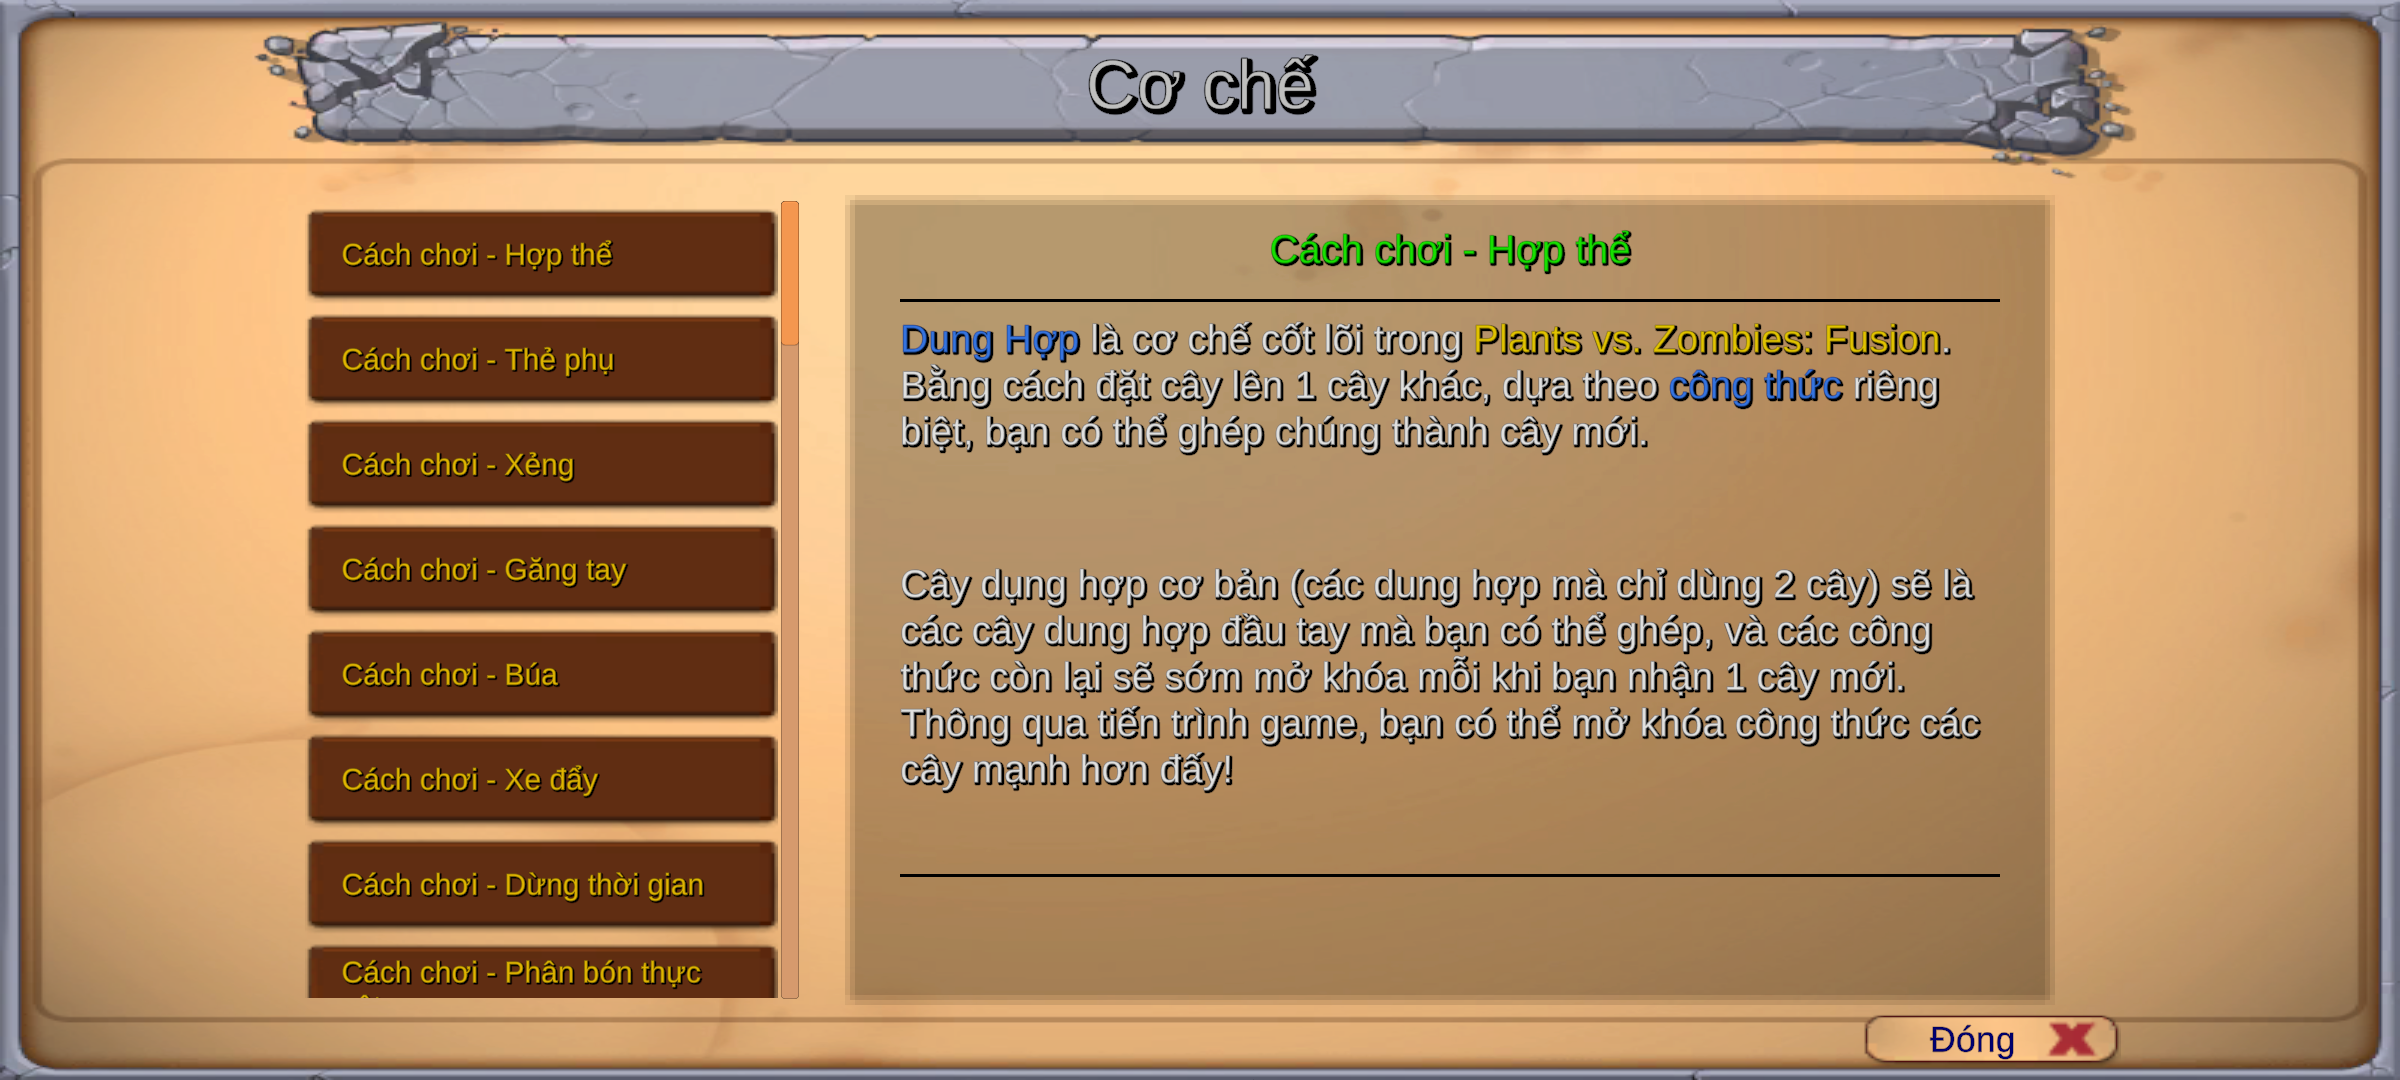 Cơ chế
Cách chơi - Hợp thể
Cách chơi - Thẻ phụ
Cách chơi - Xẻng
Cách chơi - Găng tay
Cách chơi - Búa
Cách chơi - Xe đẩy
Cách chơi - Dừng thời gian
Cách chơi - Phân bón thực
Cách chơi - Hợp thể
Dung Hợp là cơ chế cốt lõi trong Plants vs. Zombies: Fusion.
Bằng cách đặt cây lên 1 cây khác, dựa theo công thức riêng
biệt, bạn có thể ghép chúng thành cây mới.
Cây dụng hợp cơ bản (các dung hợp mà chỉ dùng 2 cây) sẽ là
các cây dung hợp đầu tay mà bạn có thể ghép, và các công
thức còn lại sẽ sớm mở khóa mỗi khi bạn nhận 1 cây mới.
Thông qua tiến trình game, bạn có thể mở khóa công thức các
cây mạnh hơn đấy!
Đóng